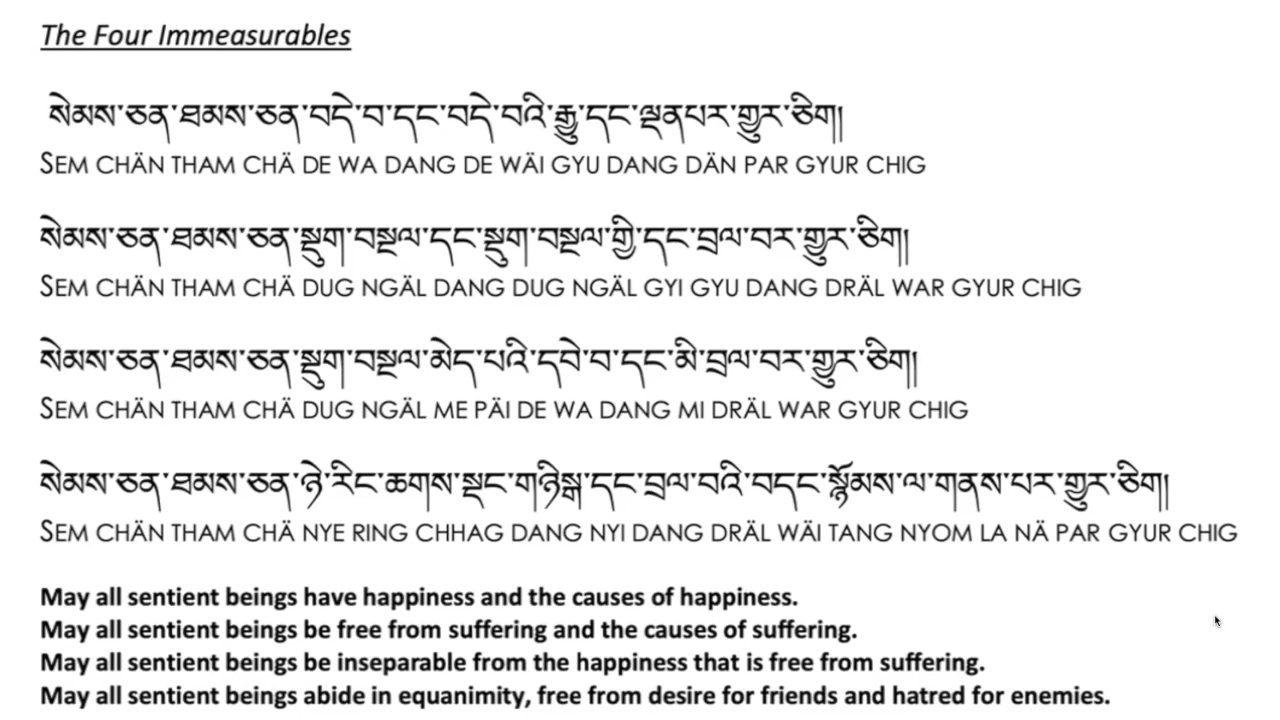 The Four Immeasurables
སེམས་ཅན་ཐམས་ཅན་བདེ་བ་དང་བདེ་བའི་རྒྱུ་དང་ལྡནཔར་གྱུར་ཅིག།
SEM CHÄN THAM CHÄ DE WA DANG DE WÄI GYU DANG DÄN PAR GYUR CHIG
སེམས་ཅན་ཐམས་ཅན་སྡུག་བསྔལ་དང་སྡུག་བསྔལ་གྱི་དང་བྲལ་བར་གྱུར་ཅིག།
SEM CHÄN THAM CHÄ DUG NGÄL DANG DUG NGÄL GYI GYU DANG DRÄL WAR GYUR CHIG
སེམས་ཅན་ཐམས་ཅན་སྡུག་བསྔལ་མེད་པའི་དབེ་བ་དང་མི་བྲལ་བར་གྱུར་ཅིག།
SEM CHÄN THAM CHÄ DUG NGÄL ME PÄI DE WA DANG MI DRÄL WAR GYUR CHIG
སེམས་ཅན་ཐམས་ཅན་ཉེ་རིང་ཆགས་སྡང་གཉིསྒ་དང་བྲལ་བའི་བདང་སྙོམས་ལ་གནས་པར་གྱུར་ཅིག།
SEM CHÄN THAM CHÄ NYE RING CHHAG DANG NYI DANG DRÄL WÄI TANG NYOM LA NÄ PAR GYUR CHIG
May all sentient beings have happiness and the causes of happiness.
May all sentient beings be free from suffering and the causes of suffering.
May all sentient beings be inseparable from the happiness that is free from suffering.
May all sentient beings abide in equanimity, free from desire for friends and hatred for enemies.